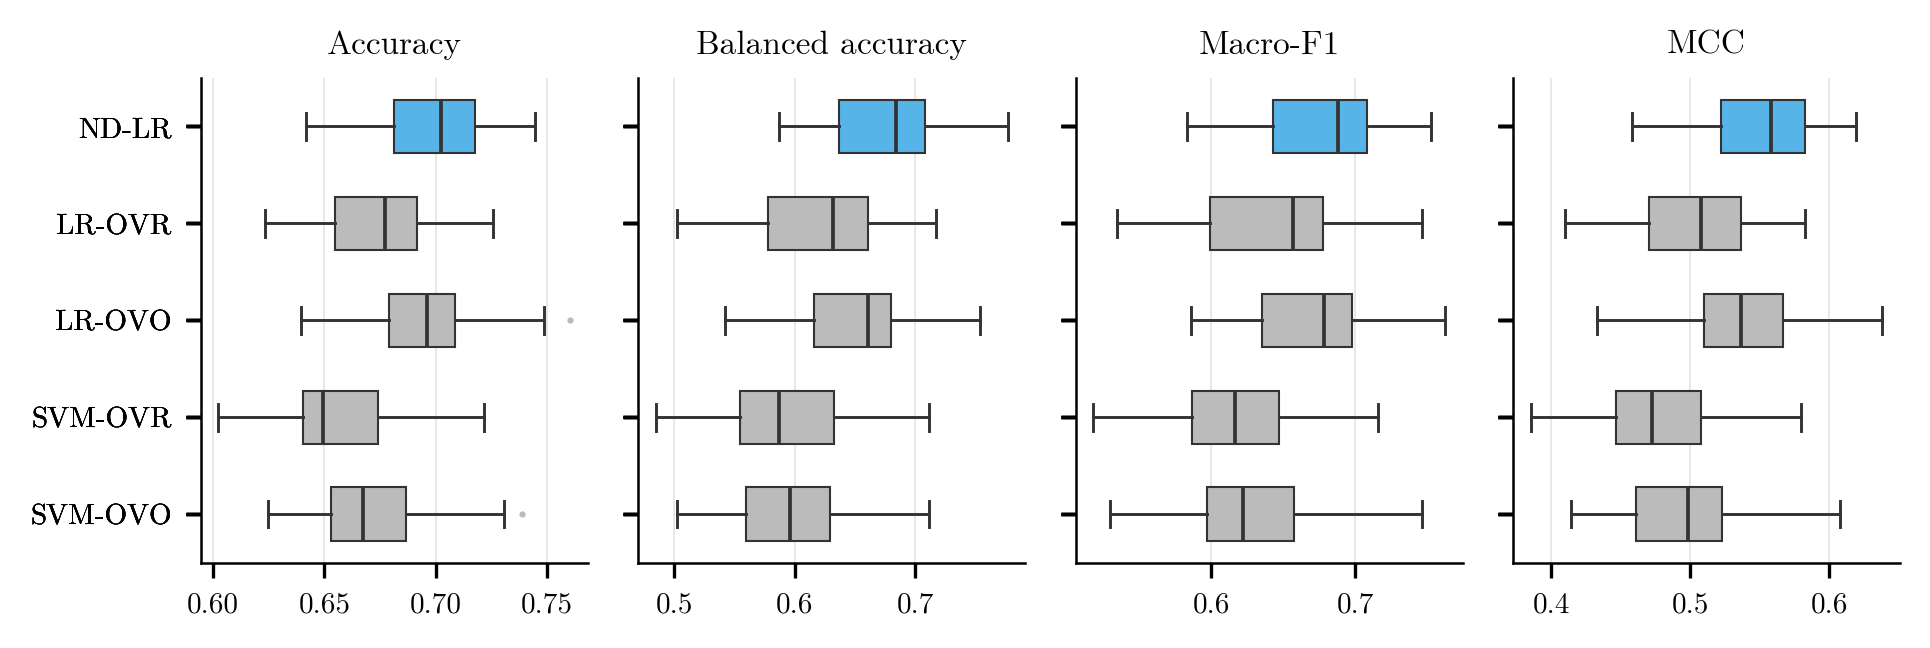 Accuracy
Balanced accuracy
Macro-F1
MCC
ND-LR
LR-OVR
LR-OVO
SVM-OVR
SVM-OVO
0.60 0.65 0.70 0.75
0.5 0.6 0.7
0.6 0.7
0.4 0.5 0.6